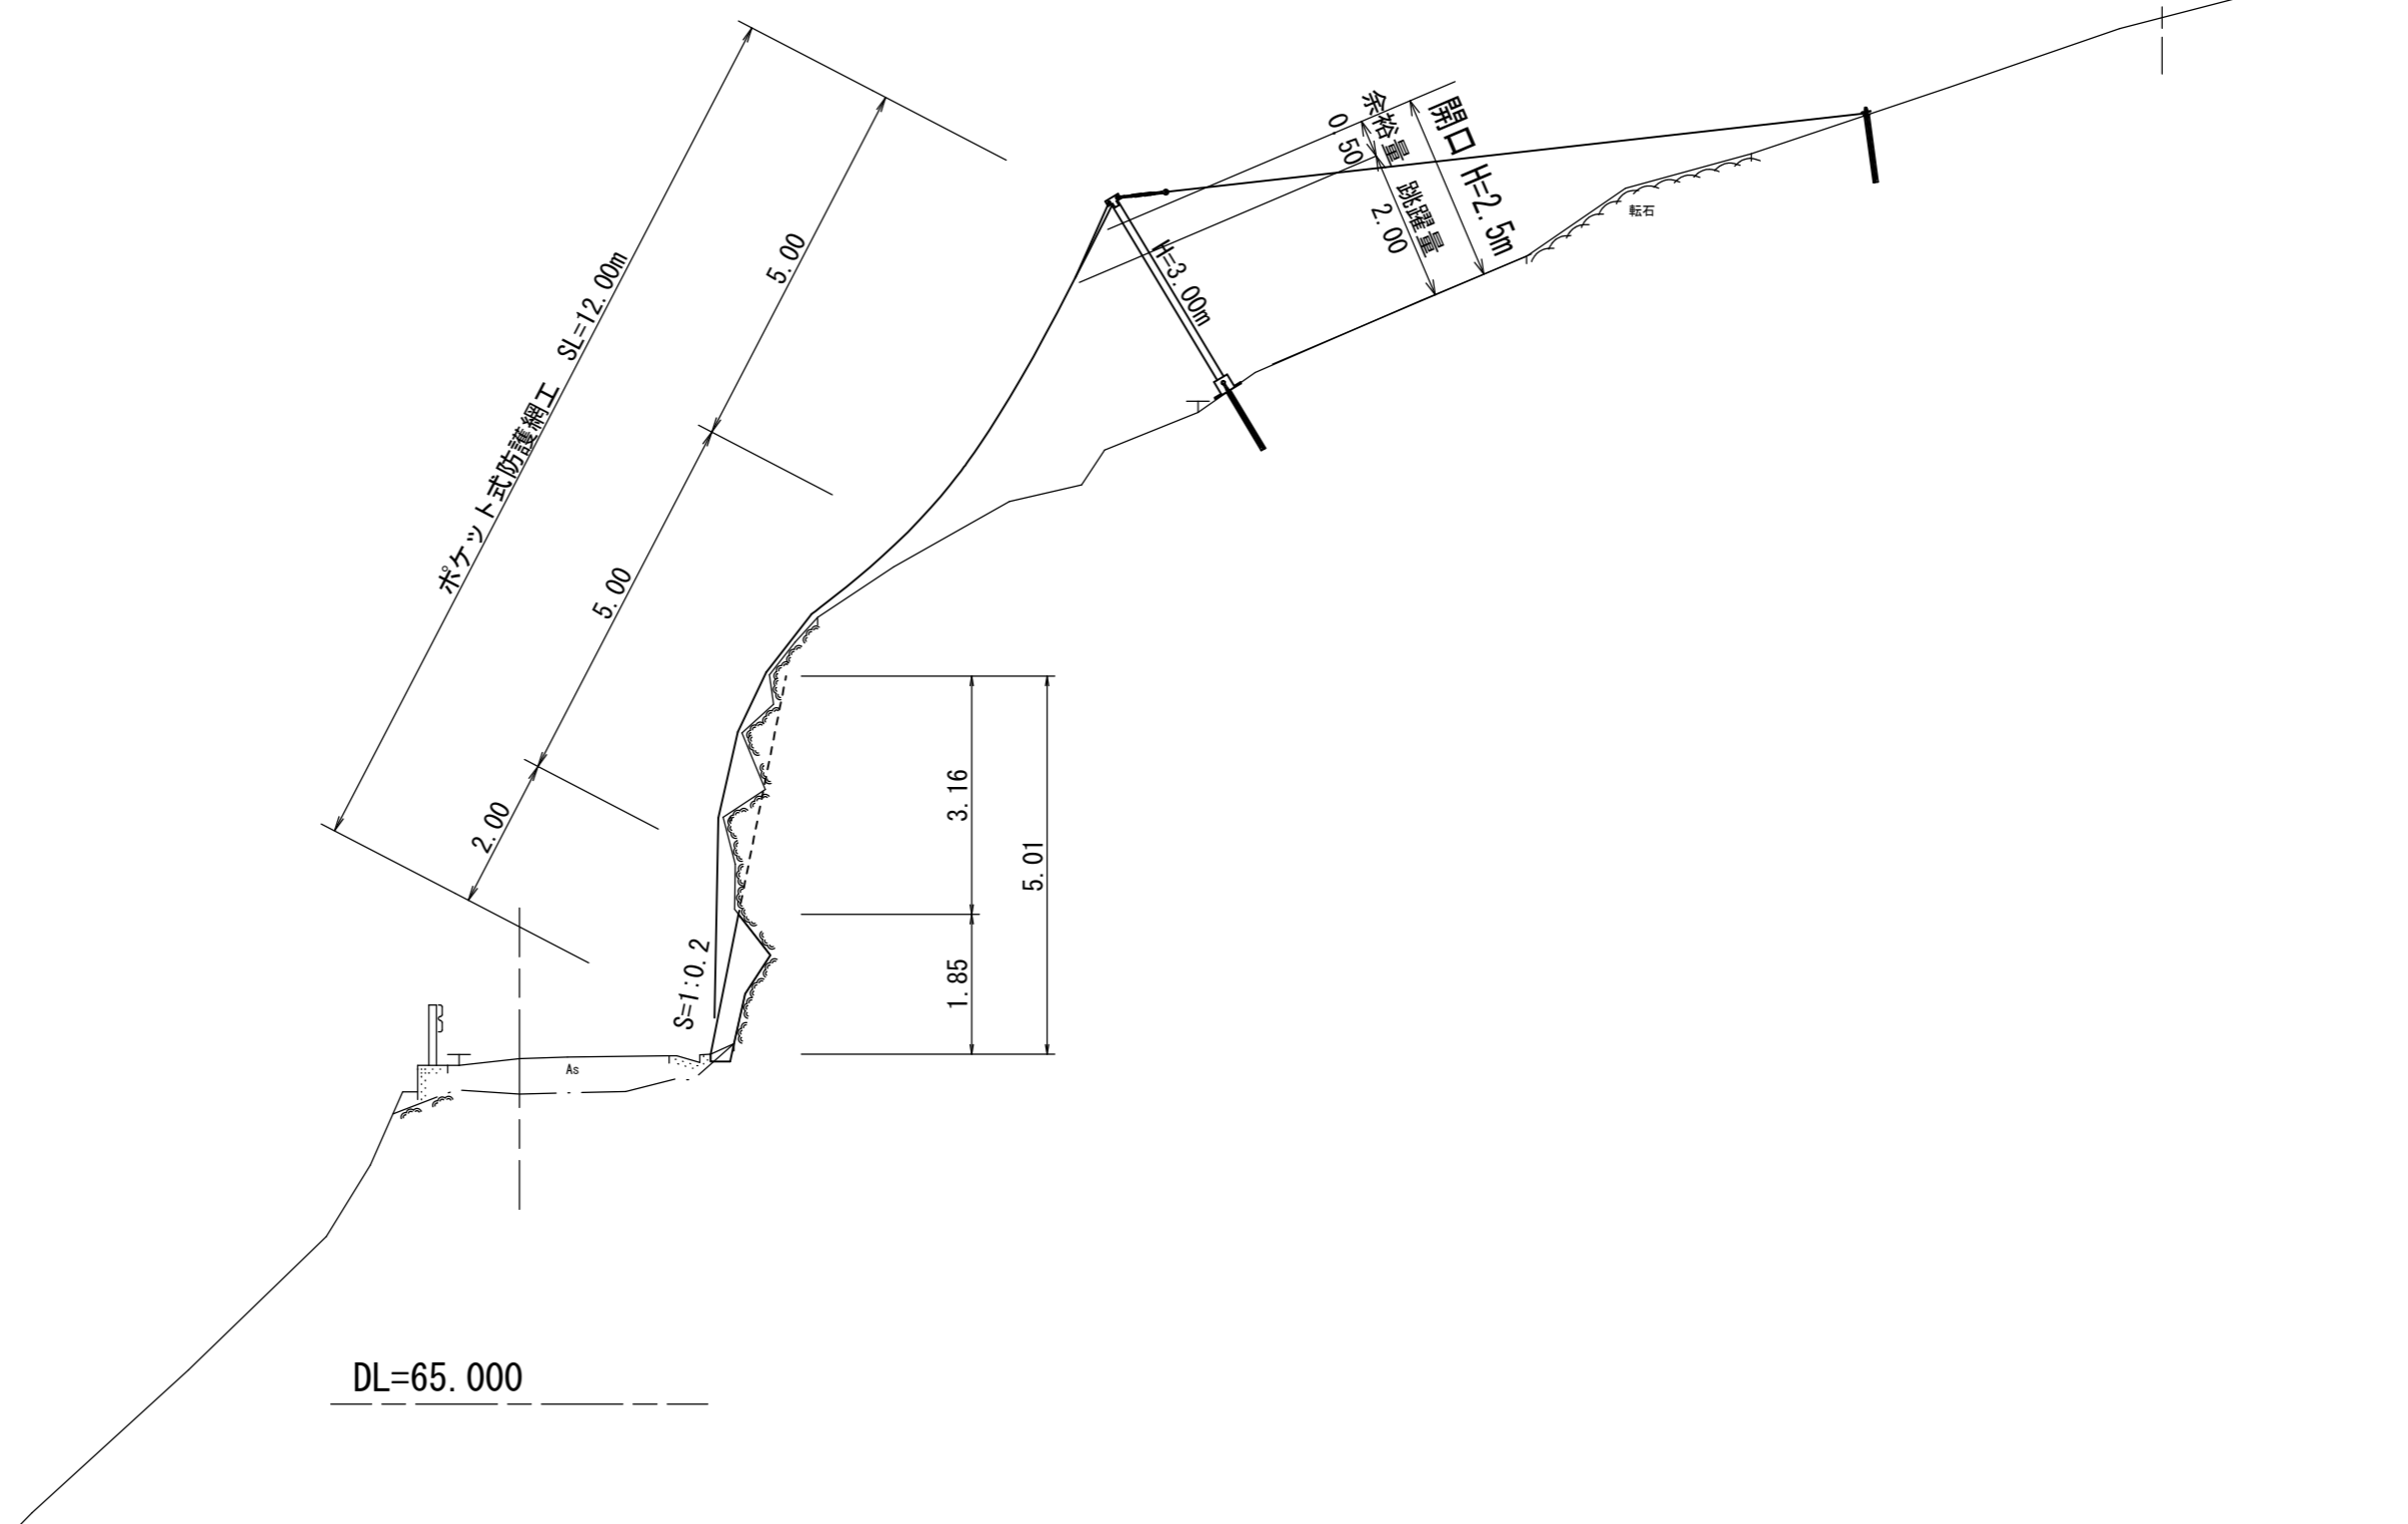 余裕量
0.50
開口 H=2.5m
跳躍量
2.00
転石
H=3.00m
ポケット式防護網工 SL=12.00m
5.00
5.00
2.00
3.16
5.01
1.85
S=1:0.2
As
DL=65.000